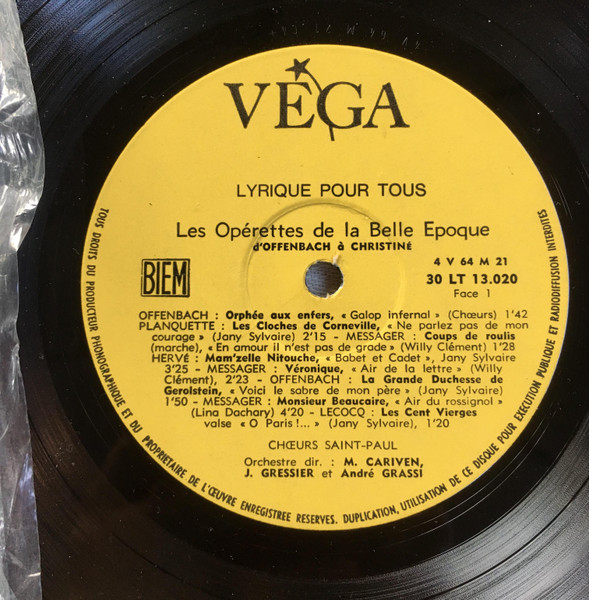 VÉGA
LYRIQUE POUR TOUS
Les Opérettes de la Belle Epoque
d'OFFENBACH à CHRISTINÉ
BIEM
4 V 64 M 21
30 LT 13.020
Face 1
OFFENBACH : Orphée aux enfers, « Galop infernal » (Chœurs) 1'42
PLANQUETTE : Les Cloches de Corneville, « Ne parlez pas de mon
courage » (Jany Sylvaire) 2'15 - MESSAGER : Coups de roulis
(marche), « En amour il n'est pas de grade » (Willy Clément) 1'28
HERVÉ : Mam'zelle Nitouche, « Babet et Cadet », Jany Sylvaire
3'25 - MESSAGER : Véronique, « Air de la lettre » (Willy
Clément), 2'23 - OFFENBACH : La Grande Duchesse de
Gerolstein, « Voici le sabre de mon père » (Jany Sylvaire)
1'50 - MESSAGER : Monsieur Beaucaire, « Air du rossignol »
(Lina Dachary) 4'20 - LECOCQ : Les Cent Vierges
valse « O Paris !... » (Jany Sylvaire), 1'20
CHŒURS SAINT-PAUL
Orchestre dir. : M. CARIVEN,
J. GRESSIER et André GRASSI
TOUS DROITS DU PRODUCTEUR PHONOGRAPHIQUE ET DU PROPRIETAIRE DE L'ŒUVRE ENREGISTREE RESERVES. DUPLICATION, UTILISATION DE CE DISQUE POUR EXECUTION PUBLIQUE ET RADIODIFFUSION INTERDITES